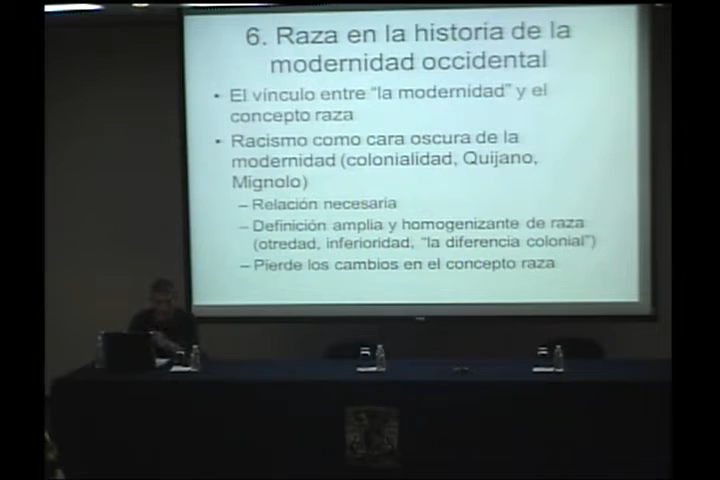 6. Raza en la historia de la
modernidad occidental
• El vínculo entre “la modernidad” y el
concepto raza
• Racismo como cara oscura de la
modernidad (colonialidad, Quijano,
Mignolo)
– Relación necesaria
– Definición amplia y homogenizante de raza
(otredad, inferioridad, “la diferencia colonial”)
– Pierde los cambios en el concepto raza